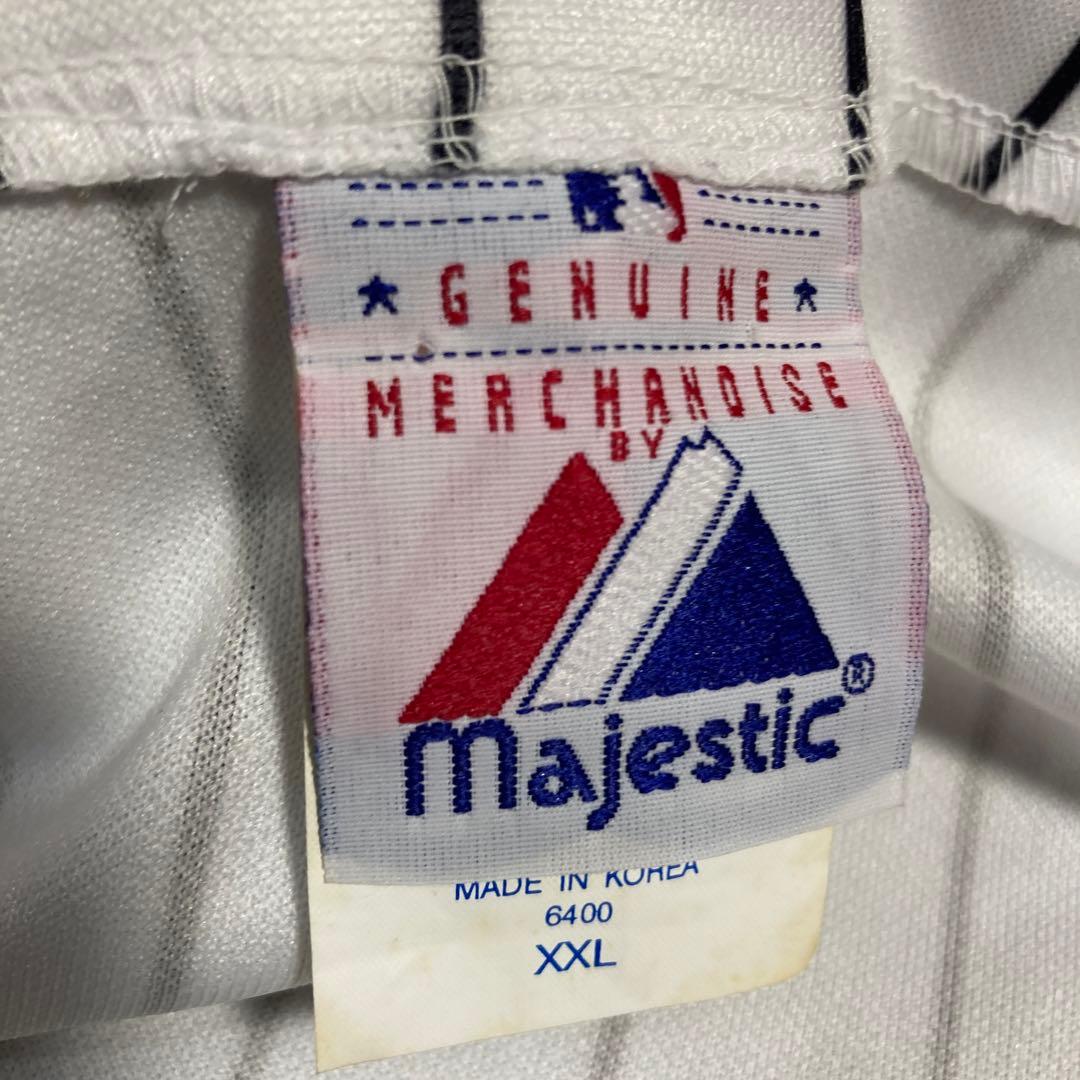 ★ GENUINE ★
MERCHANDISE
BY
majestic®
MADE IN KOREA
6400
XXL